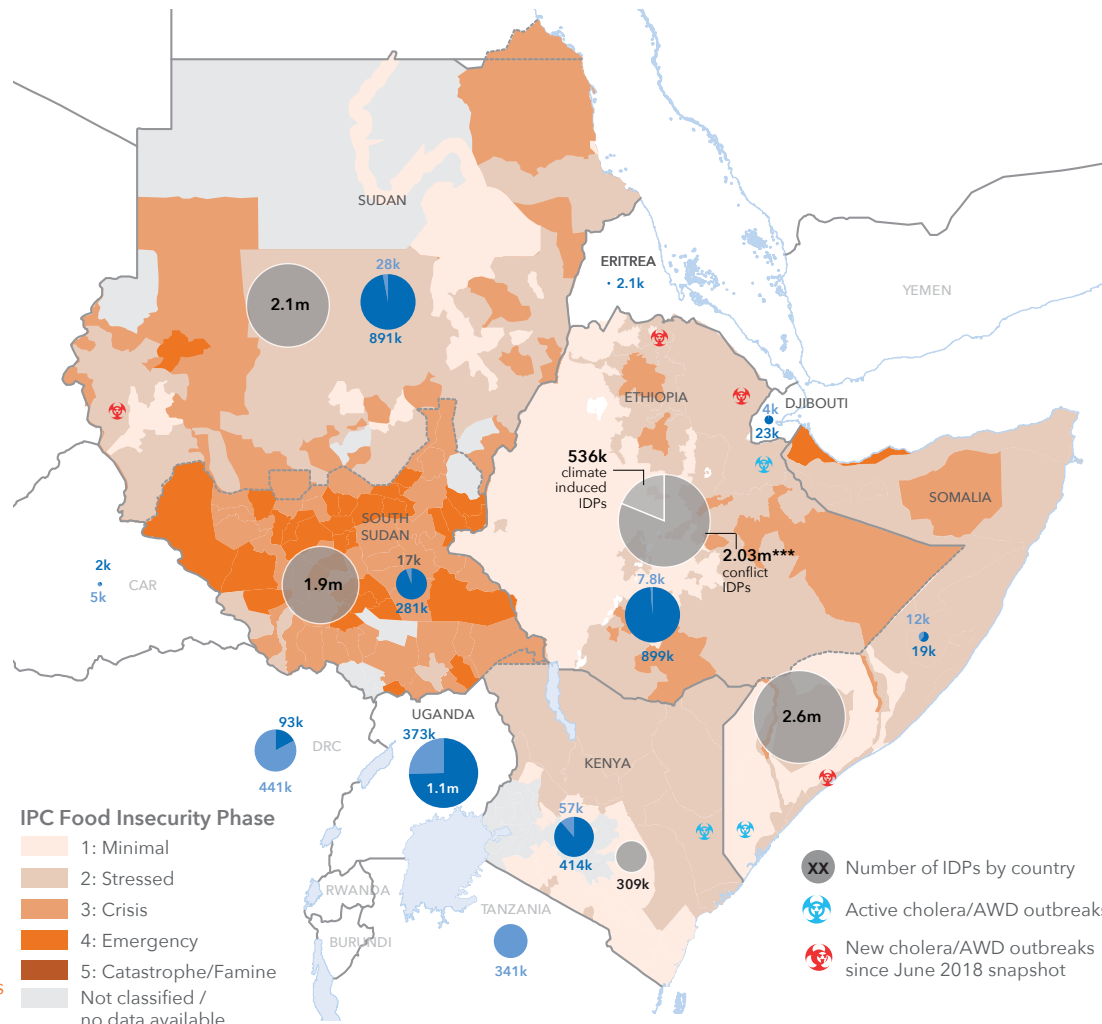 SUDAN
28k
2.1m
891k
ERITREA
2.1k
YEMEN
ETHIOPIA
4k
DJIBOUTI
23k
536k
climate
induced
IDPs
SOMALIA
SOUTH
SUDAN
2.03m***
conflict
IDPs
17k
1.9m
281k
2k
CAR
5k
7.8k
899k
12k
19k
2.6m
UGANDA
373k
1.1m
93k
DRC
441k
KENYA
57k
414k
309k
RWANDA
BURUNDI
TANZANIA
341k
IPC Food Insecurity Phase
1: Minimal
2: Stressed
3: Crisis
4: Emergency
5: Catastrophe/Famine
Not classified /
no data available
s
XX Number of IDPs by country
Active cholera/AWD outbreaks
New cholera/AWD outbreaks
since June 2018 snapshot